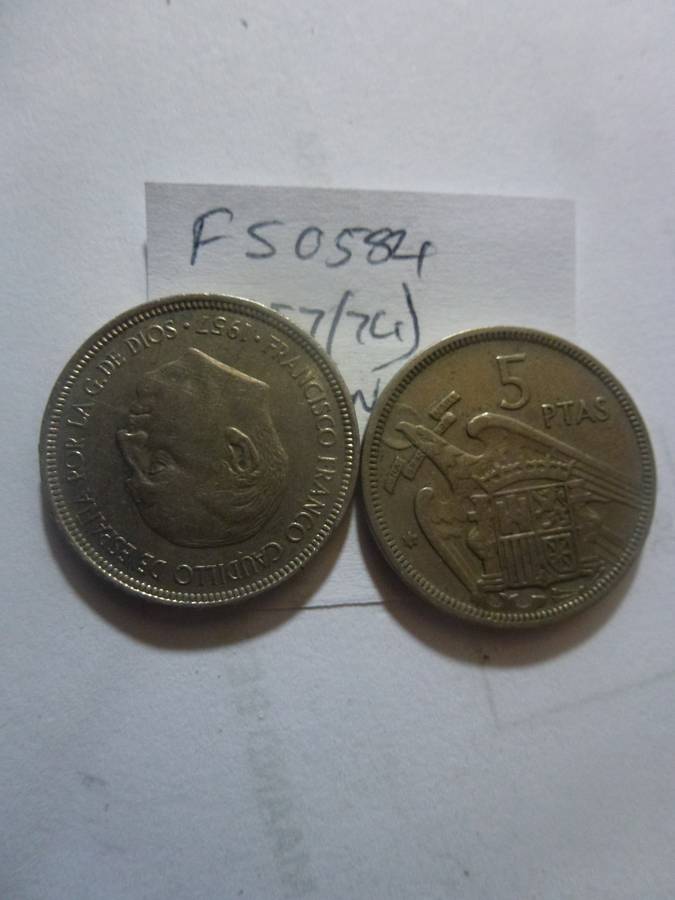 F50584
57(74)
FRANCISCO FRANCO CAUDILLO DE ESPAÑA POR LA G. DE DIOS · 1957 ·
5
PTAS